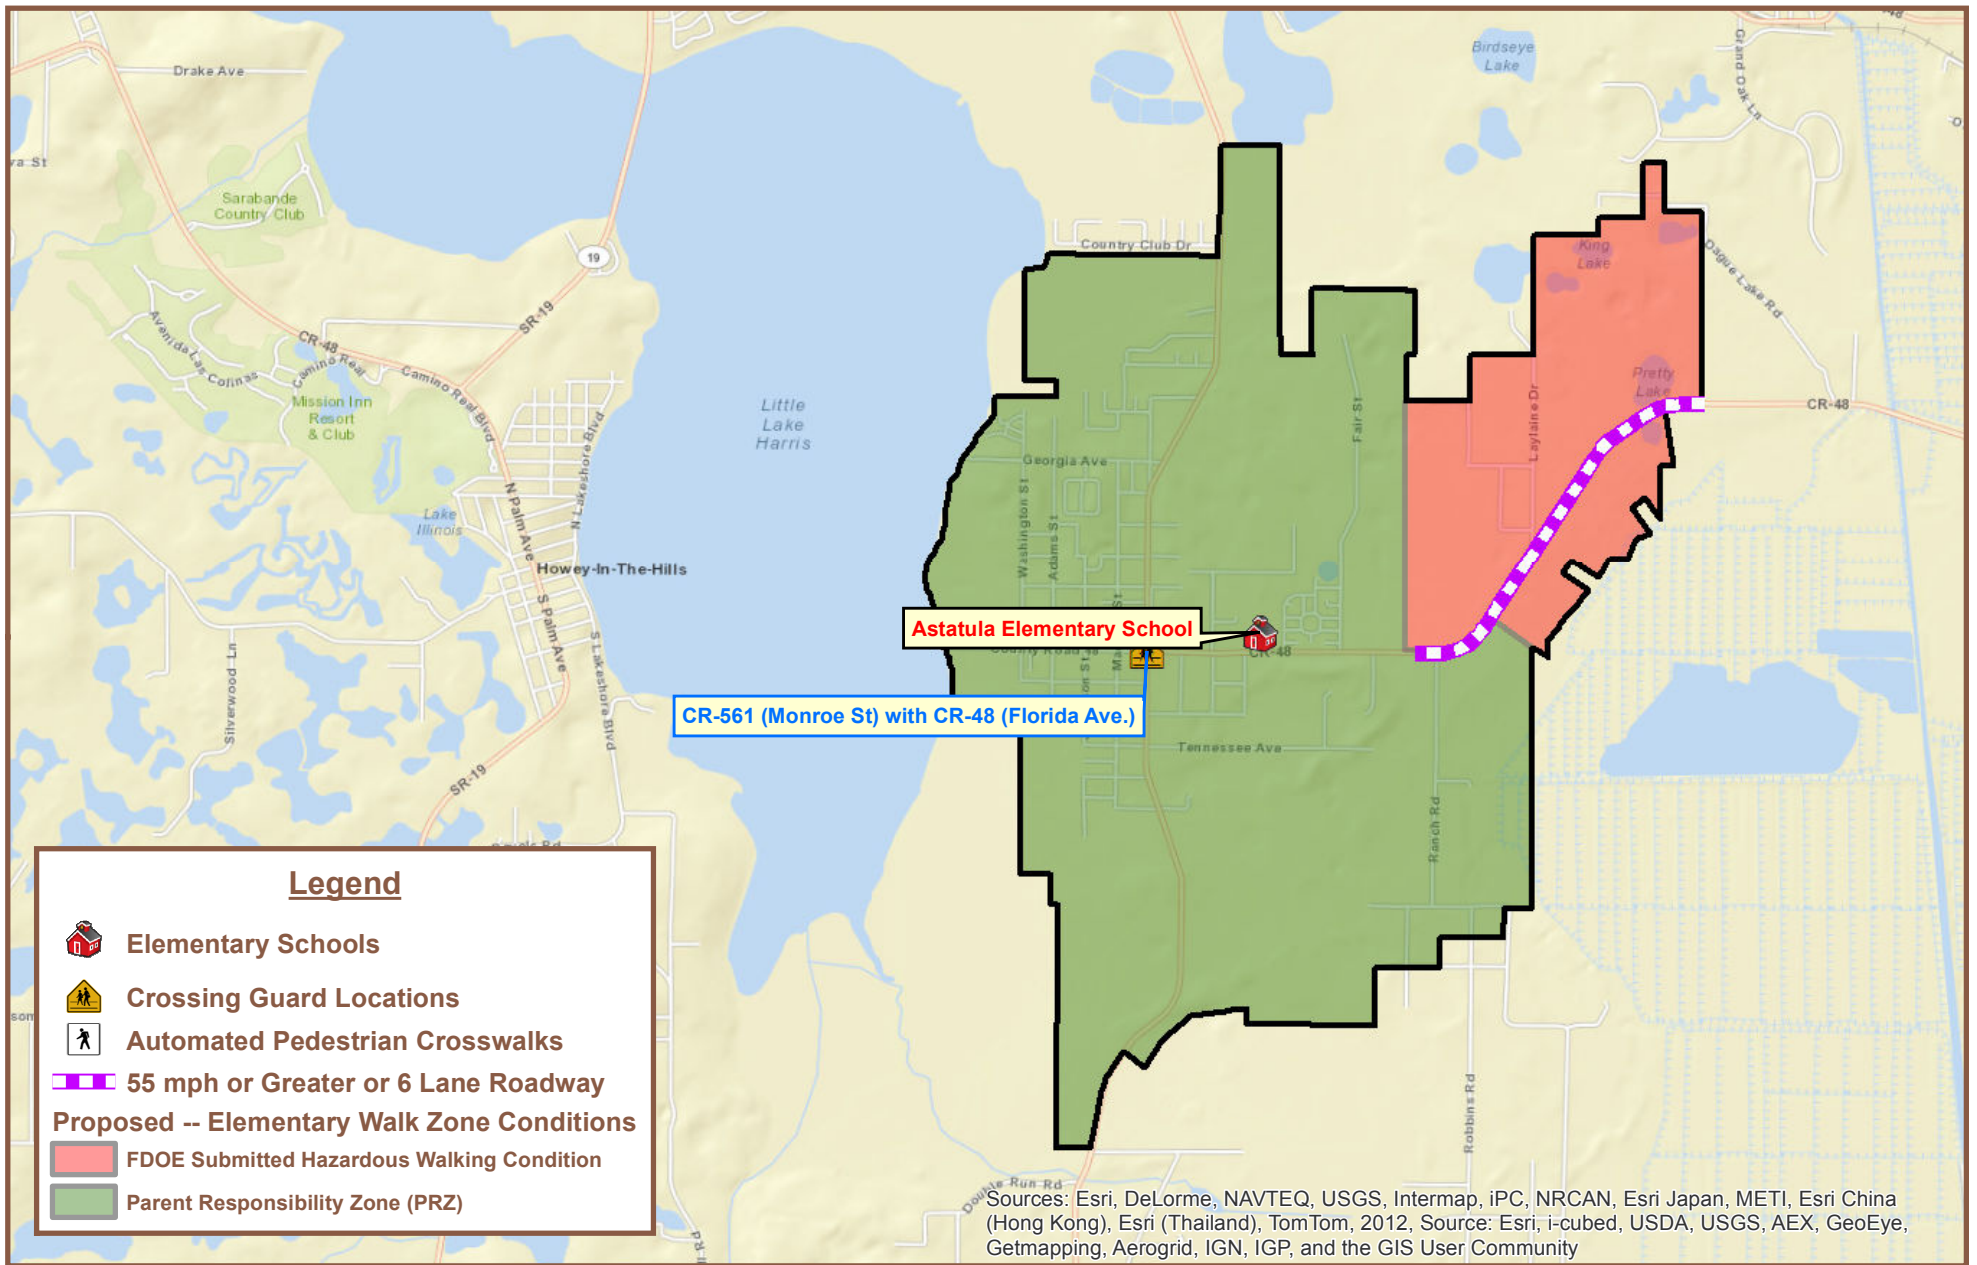 Drake Ave
Sarabande
Country Club
19
SR-19
CR-48
Camino Real
Camino Real Blvd
Avenida Las Colinas
Mission Inn
Resort
& Club
Lake
Illinois
N Palm Ave
N Lakeshore Blvd
Howey-In-The-Hills
S Palm Ave
S Lakeshore Blvd
Silverwood Ln
SR-19
Little
Lake
Harris
Birdseye
Lake
Grand Oak Ln
Country Club Dr
King
Lake
Dague Lake Rd
Pretty
Lake
CR-48
Laylaine Dr
Fair St
Georgia Ave
Washington St
Adams St
Astatula Elementary School
CR-48
CR-561 (Monroe St) with CR-48 (Florida Ave.)
Tennessee Ave
Ranch Rd
Robbins Rd
Double Run Rd
Legend
Elementary Schools
Crossing Guard Locations
Automated Pedestrian Crosswalks
55 mph or Greater or 6 Lane Roadway
Proposed -- Elementary Walk Zone Conditions
FDOE Submitted Hazardous Walking Condition
Parent Responsibility Zone (PRZ)
Sources: Esri, DeLorme, NAVTEQ, USGS, Intermap, iPC, NRCAN, Esri Japan, METI, Esri China
(Hong Kong), Esri (Thailand), TomTom, 2012, Source: Esri, i-cubed, USDA, USGS, AEX, GeoEye,
Getmapping, Aerogrid, IGN, IGP, and the GIS User Community